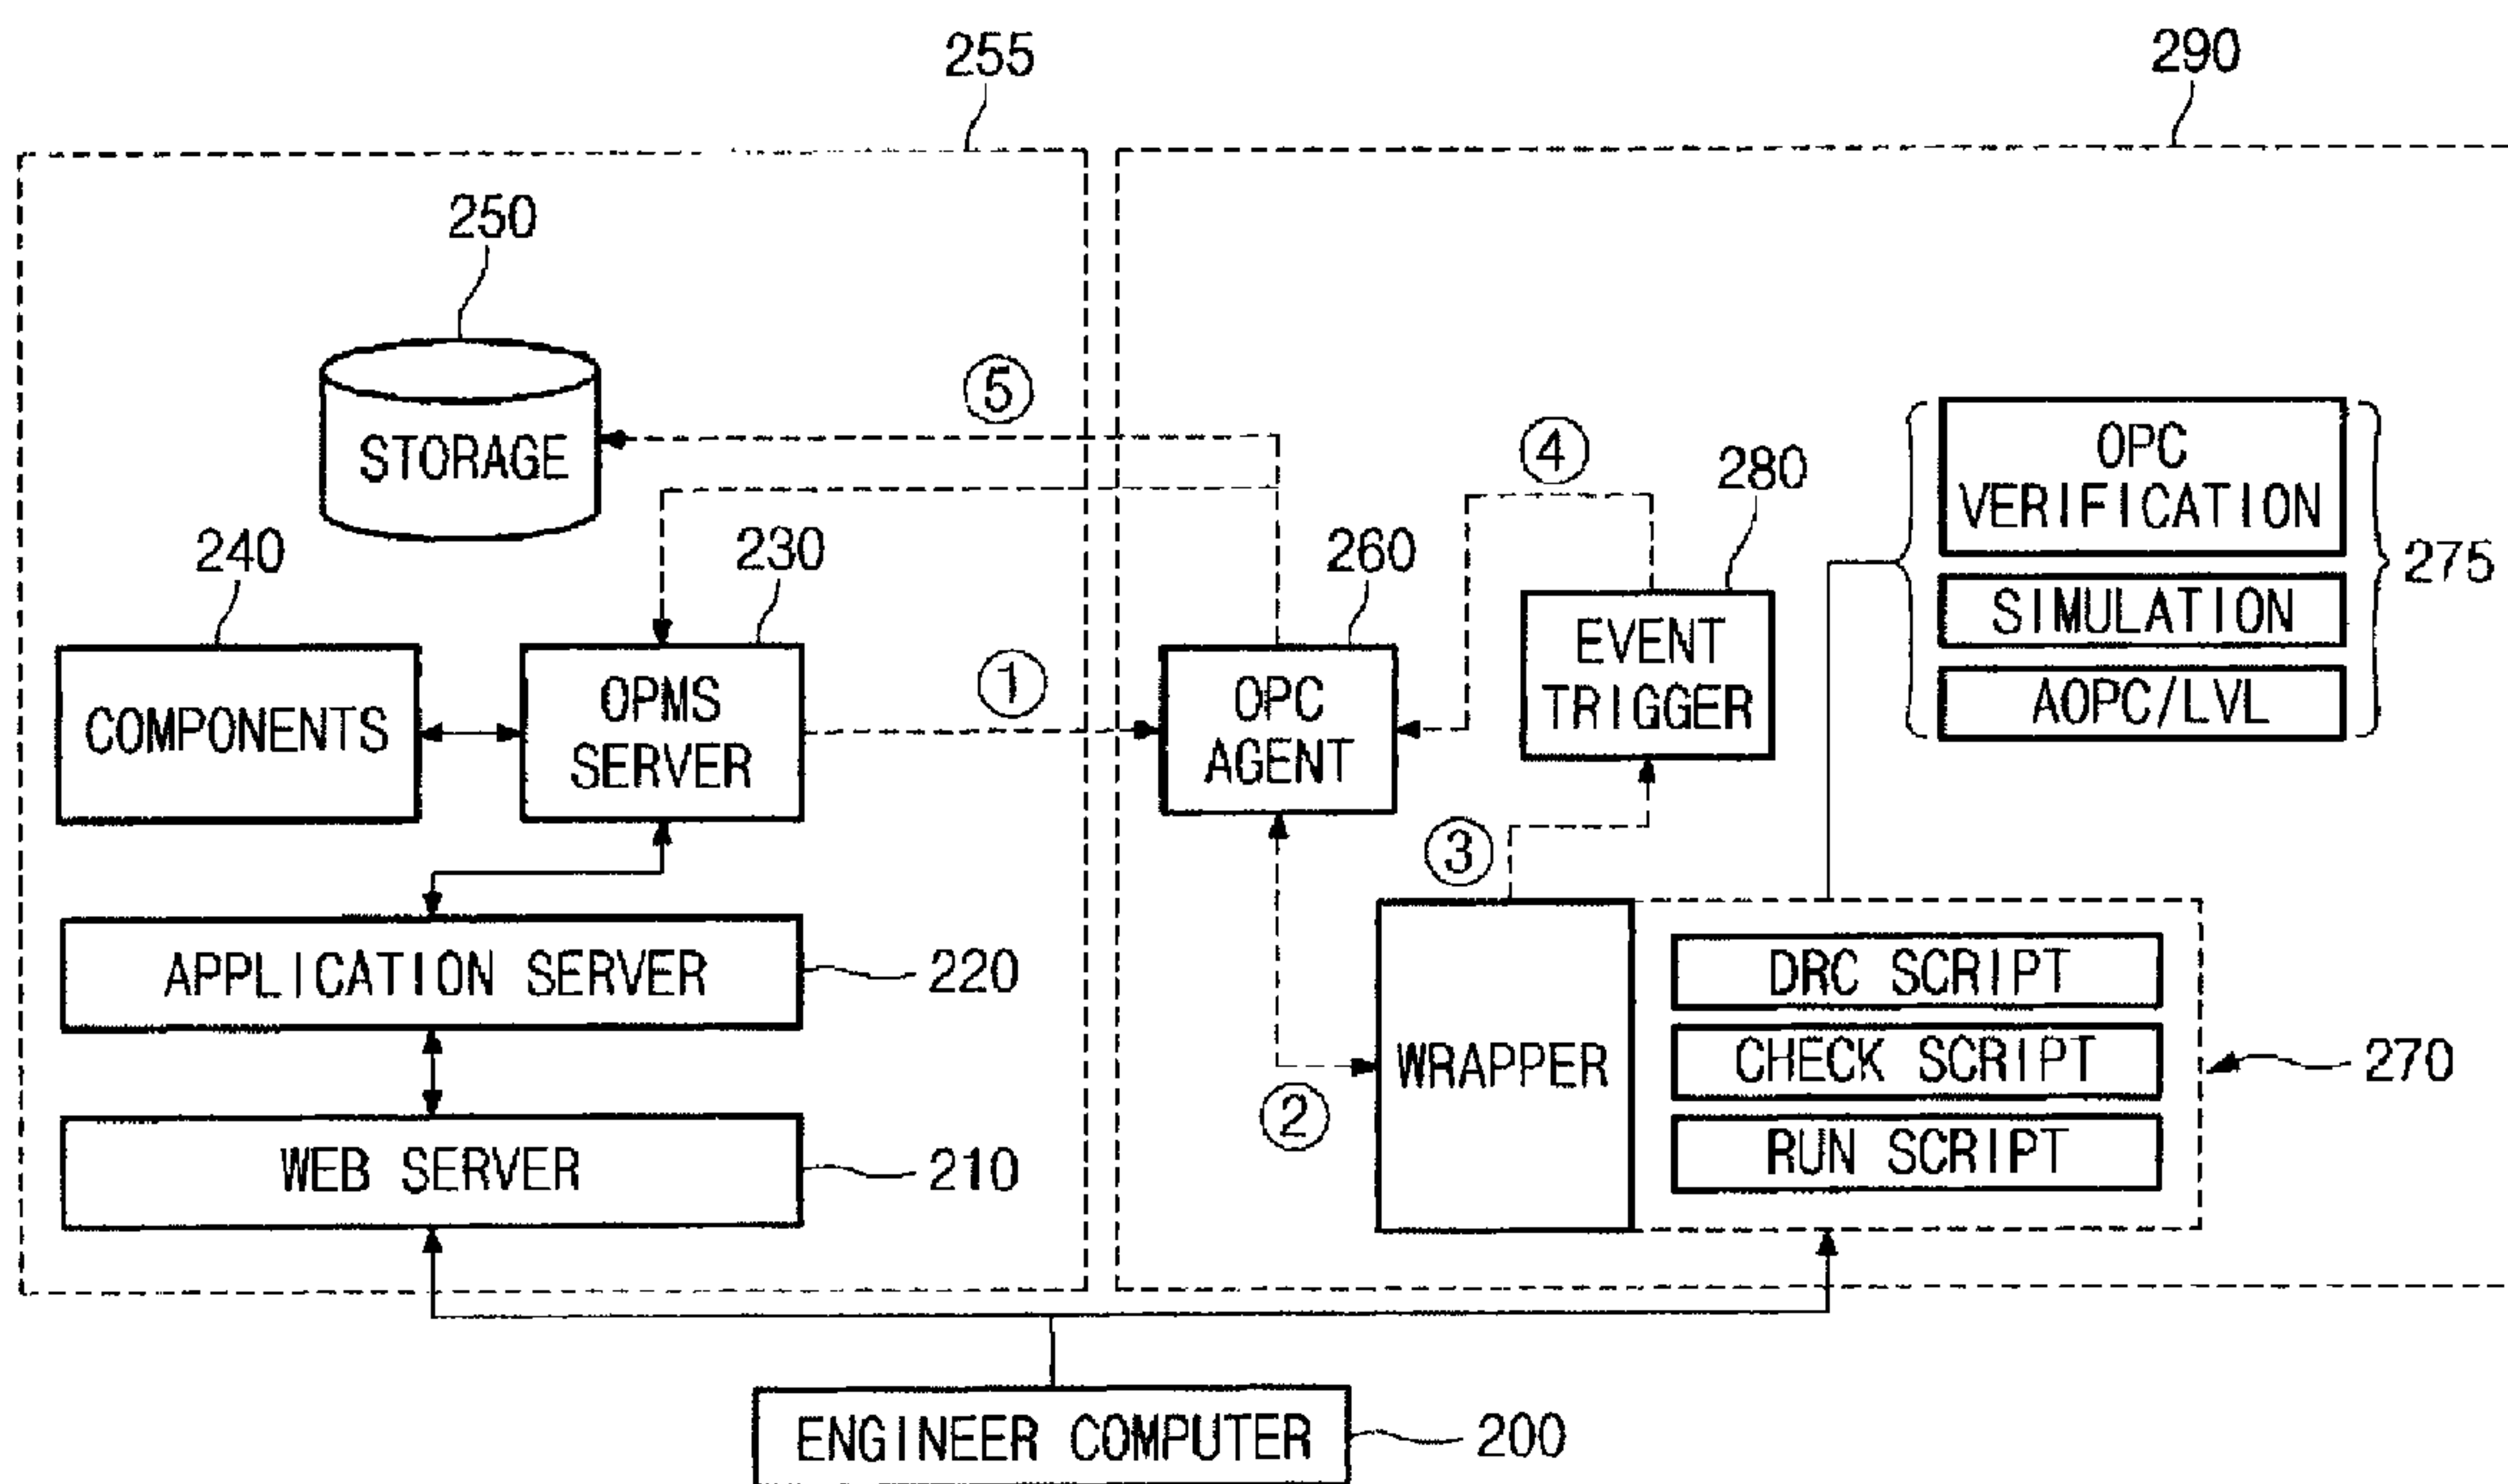 255
290
250
STORAGE
⑤
④
280
OPC
VERIFICATION
SIMULATION
AOPC/LVL
275
240
COMPONENTS
230
OPMS
SERVER
①
260
OPC
AGENT
EVENT
TRIGGER
③
②
WRAPPER
DRC SCRIPT
CHECK SCRIPT
RUN SCRIPT
270
APPLICATION SERVER
220
WEB SERVER
210
ENGINEER COMPUTER
200